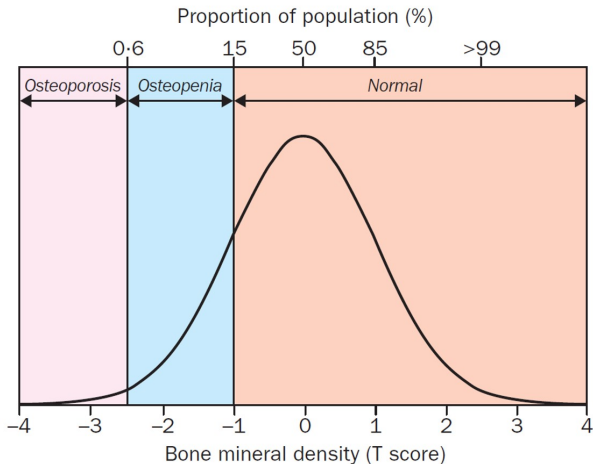 Proportion of population (%)
0·6 15 50 85 >99
Osteoporosis Osteopenia Normal
–4 –3 –2 –1 0 1 2 3 4
Bone mineral density (T score)